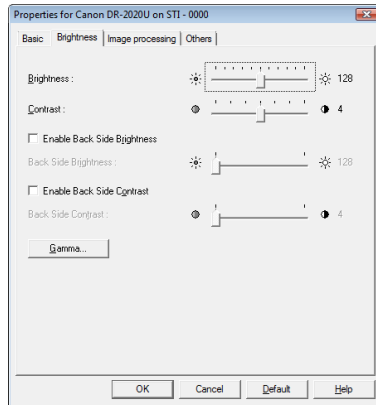 Properties for Canon DR-2020U on STI - 0000
Basic Brightness Image processing Others
Brightness : 128
Contrast : 4
Enable Back Side Brightness
Back Side Brightness : 128
Enable Back Side Contrast
Back Side Contrast : 4
Gamma...
OK Cancel Default Help